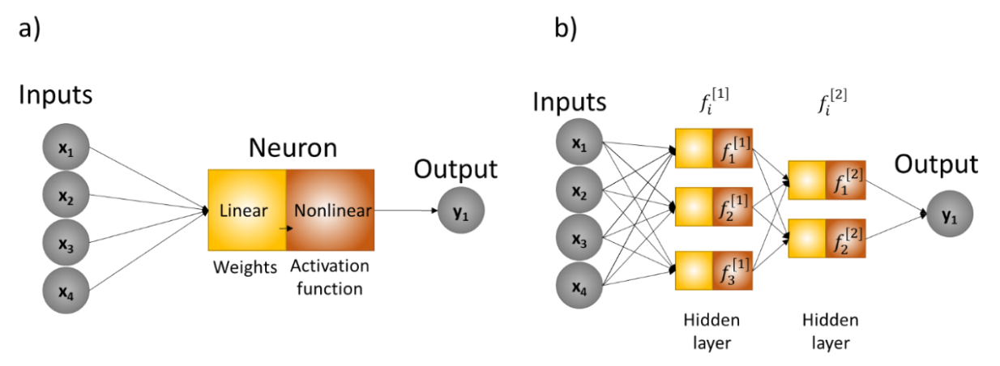 a)
Inputs
x₁
x₂
x₃
x₄
Neuron
Linear
Nonlinear
Weights
Activation
function
Output
y₁
b)
Inputs
x₁
x₂
x₃
x₄
f_i^[1]
f_1^[1]
f_2^[1]
f_3^[1]
Hidden
layer
f_i^[2]
f_1^[2]
f_2^[2]
Hidden
layer
Output
y₁